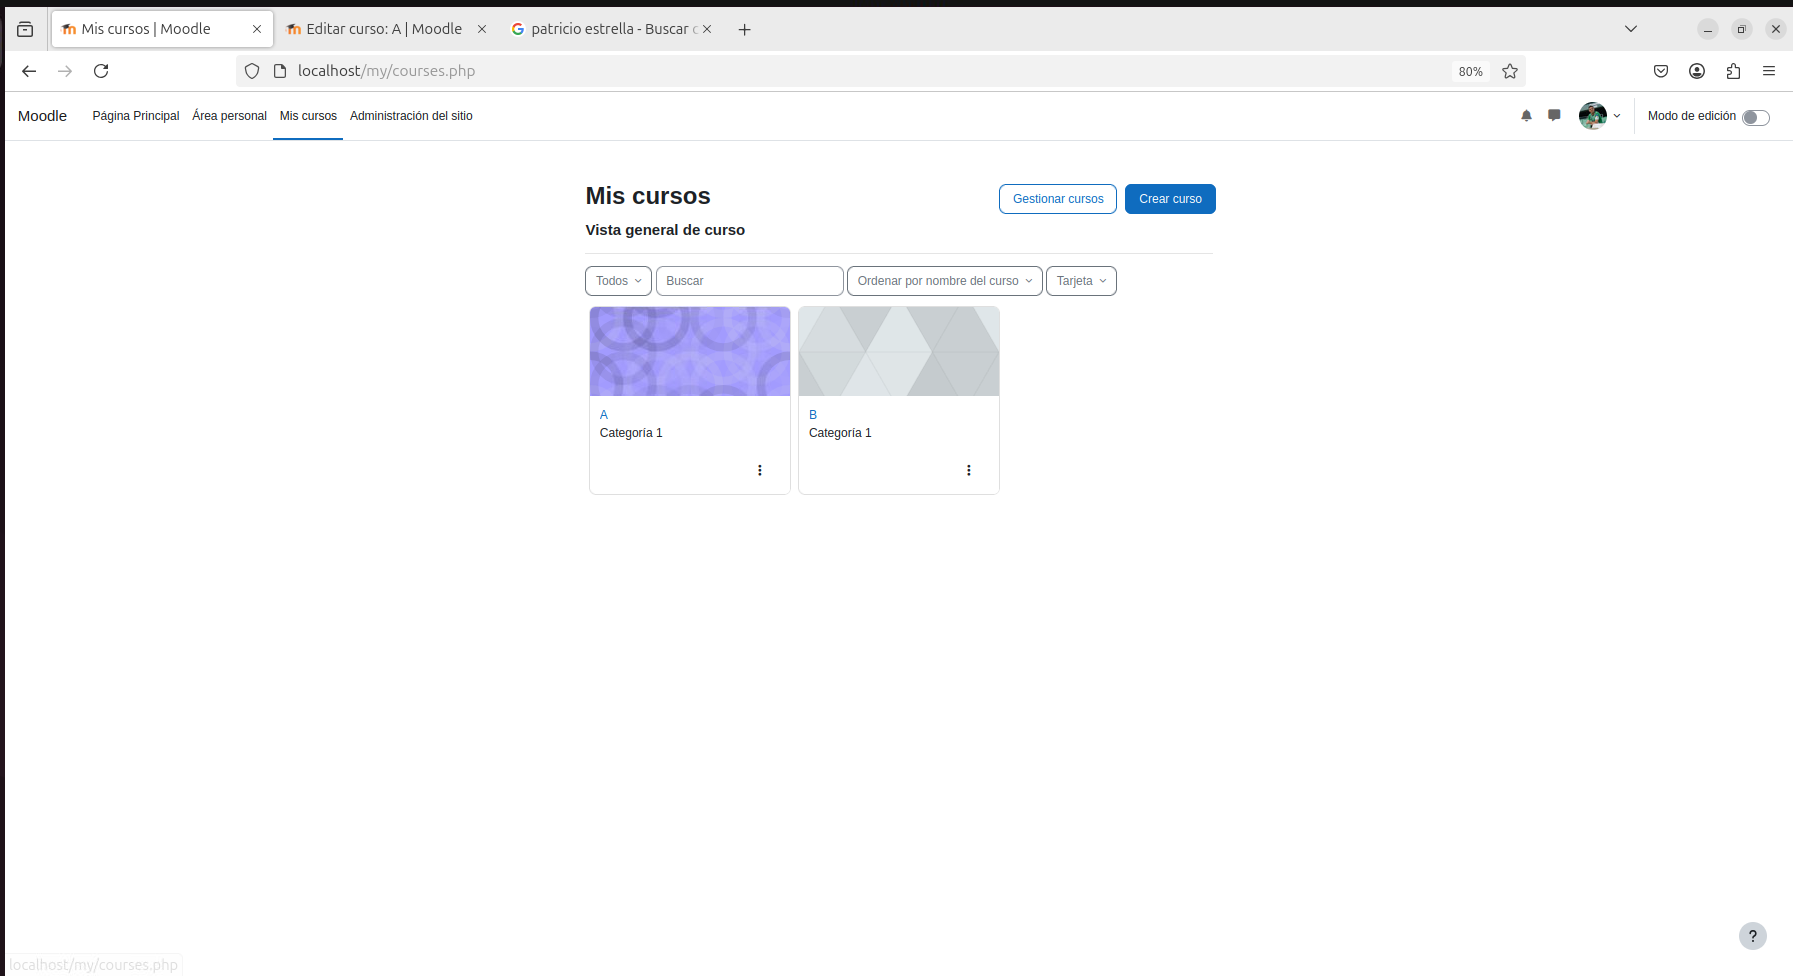 Mis cursos | Moodle
Editar curso: A | Moodle
patricio estrella - Buscar c
localhost/my/courses.php
80%
Moodle
Página Principal
Área personal
Mis cursos
Administración del sitio
Modo de edición
Mis cursos
Gestionar cursos
Crear curso
Vista general de curso
Todos
Buscar
Ordenar por nombre del curso
Tarjeta
A
Categoría 1
B
Categoría 1
?
localhost/my/courses.php